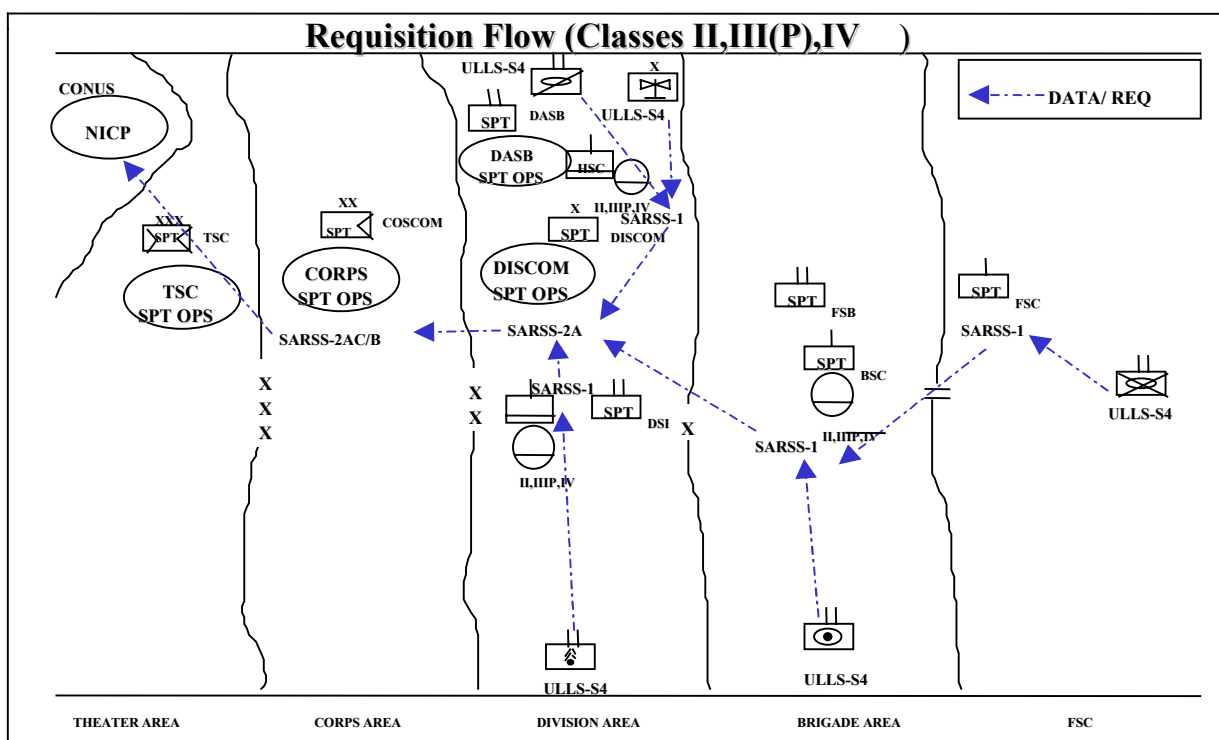 Requisition Flow (Classes II,III(P),IV )
CONUS
NICP
XXX
SPT
TSC
TSC
SPT OPS
XX
SPT
COSCOM
CORPS
SPT OPS
SARSS-2AC/B
X
X
X
ULLS-S4
SPT
DASB
DASB
SPT OPS
HSC
X
ULLS-S4
II,IIIP,IV
SARSS-1
X
SPT
DISCOM
DISCOM
SPT OPS
SARSS-2A
X
X
SARSS-1
SPT
II,IIIP,IV
ULLS-S4
X
SPT
FSB
SPT
BSC
II,IIIP,IV
SARSS-1
ULLS-S4
DATA/ REQ
SPT
FSC
SARSS-1
ULLS-S4
THEATER AREA
CORPS AREA
DIVISION AREA
BRIGADE AREA
FSC